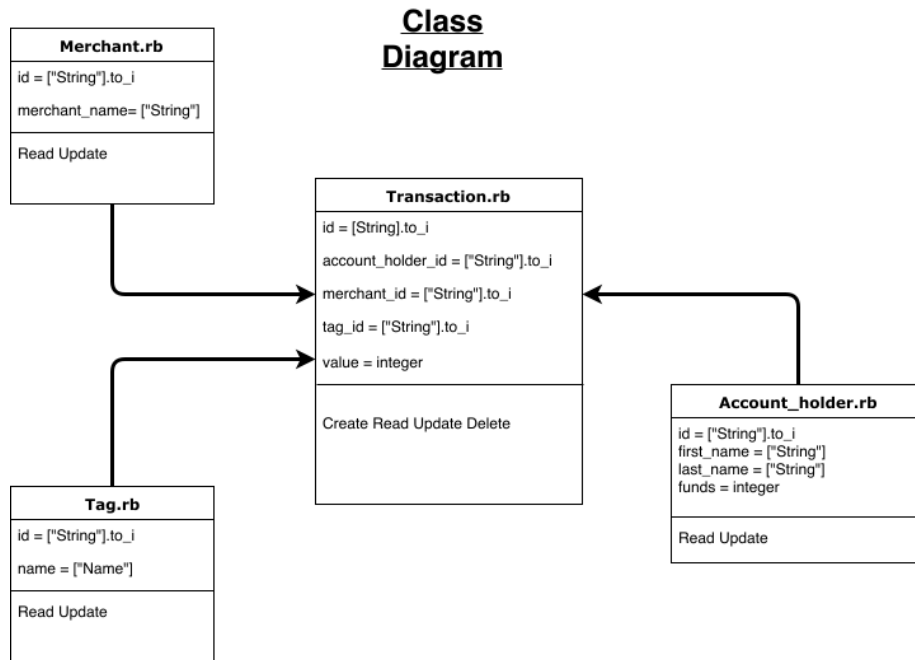 Class
Diagram
Merchant.rb
id = ["String"].to_i
merchant_name= ["String"]
Read Update
Transaction.rb
id = [String].to_i
account_holder_id = ["String"].to_i
merchant_id = ["String"].to_i
tag_id = ["String"].to_i
value = integer
Create Read Update Delete
Account_holder.rb
id = ["String"].to_i
first_name = ["String"]
last_name = ["String"]
funds = integer
Read Update
Tag.rb
id = ["String"].to_i
name = ["Name"]
Read Update